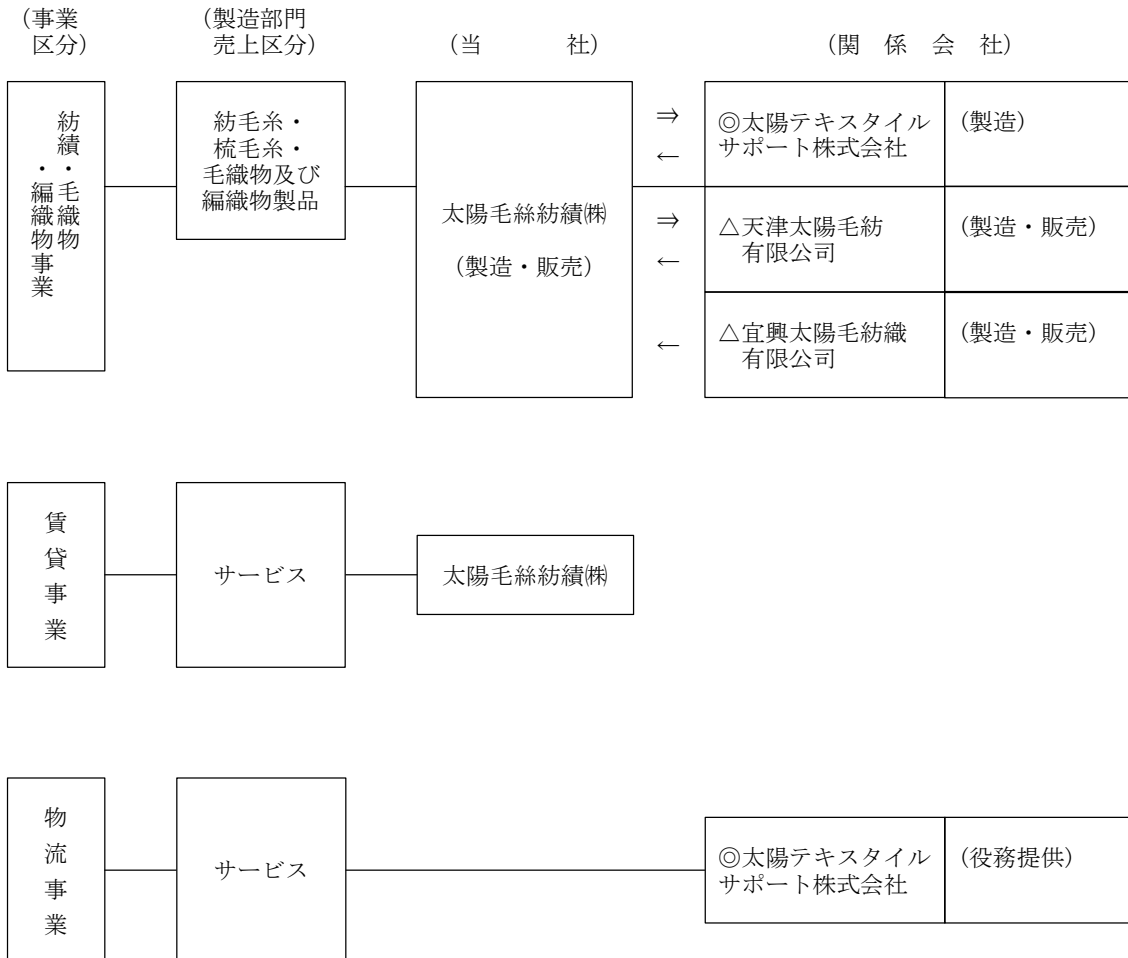 (事業
区分)
(製造部門
売上区分)
(当　　社)
(関　係　会　社)
紡績・毛織物
・編織物事業
紡毛糸・
梳毛糸・
毛織物及び
編織物製品
太陽毛絲紡績㈱
(製造・販売)
⇒
←
⇒
←
←
◎太陽テキスタイル
サポート株式会社
(製造)
△天津太陽毛紡
有限公司
(製造・販売)
△宜興太陽毛紡織
有限公司
(製造・販売)
賃貸事業
サービス
太陽毛絲紡績㈱
物流事業
サービス
◎太陽テキスタイル
サポート株式会社
(役務提供)